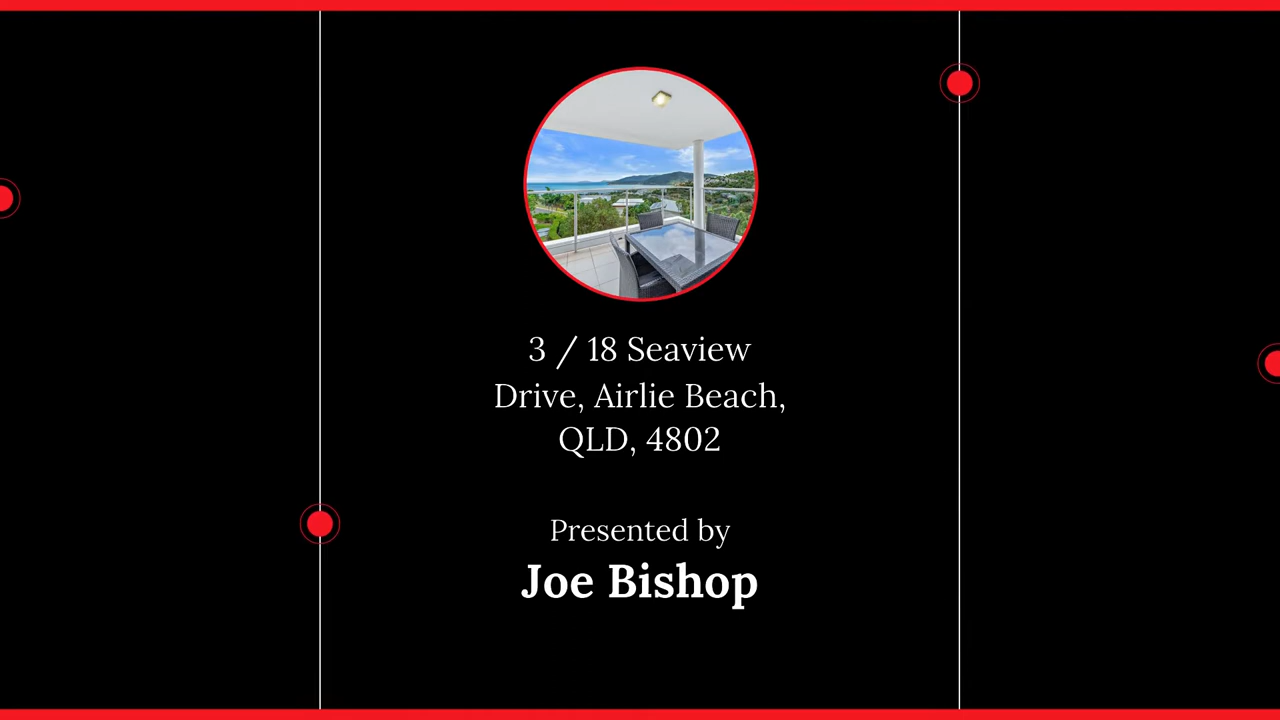 3 / 18 Seaview
Drive, Airlie Beach,
QLD, 4802
Presented by
Joe Bishop